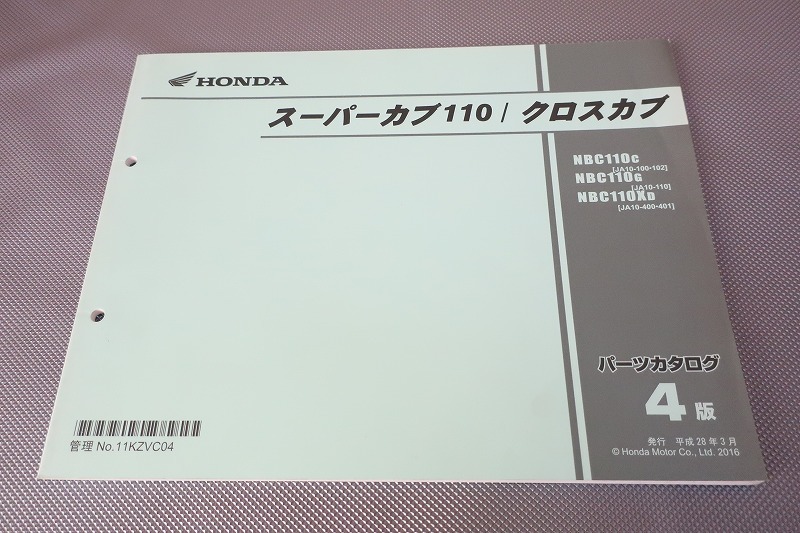 HONDA
スーパーカブ110 / クロスカブ
NBC110C
[JA10-100・102]
NBC110G
[JA10-110]
NBC110XD
[JA10-400・401]
パーツカタログ
4版
発行 平成28年3月
© Honda Motor Co., Ltd. 2016
管理 No.11KZVC04